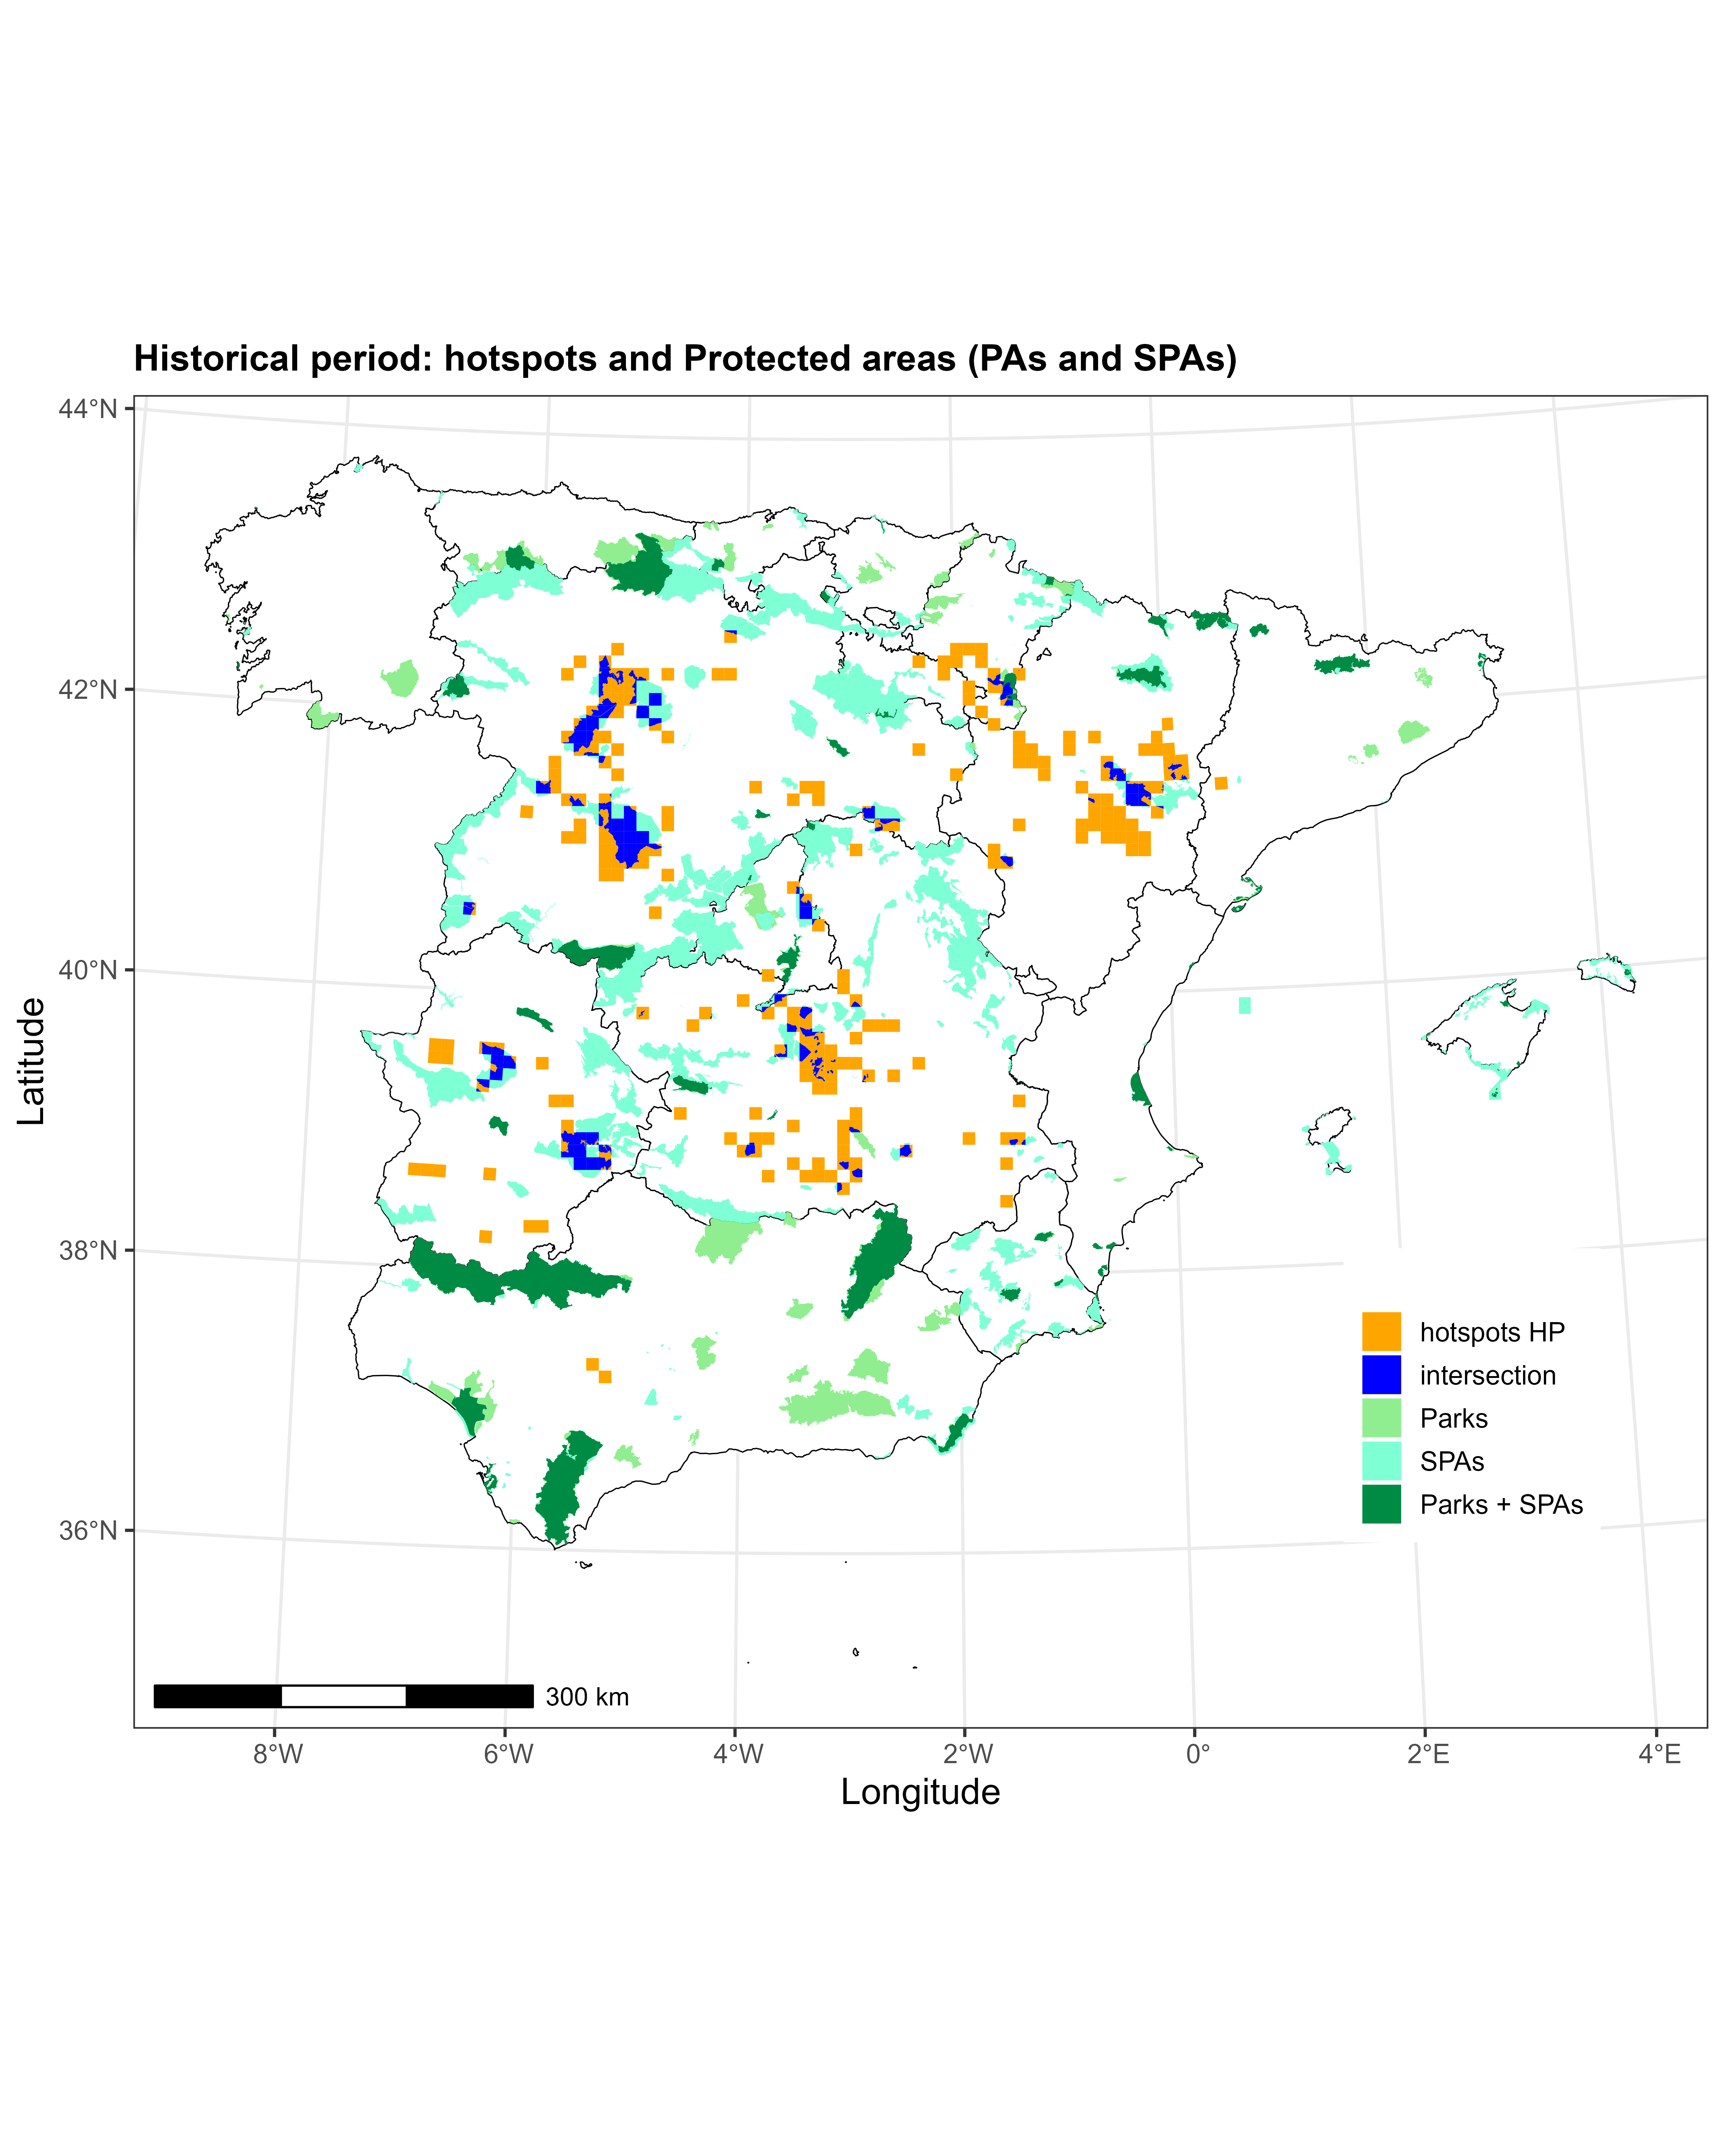 Historical period: hotspots and Protected areas (PAs and SPAs)
44°N
42°N
40°N
38°N
36°N
Latitude
hotspots HP
intersection
Parks
SPAs
Parks + SPAs
300 km
8°W 6°W 4°W 2°W 0° 2°E 4°E
Longitude